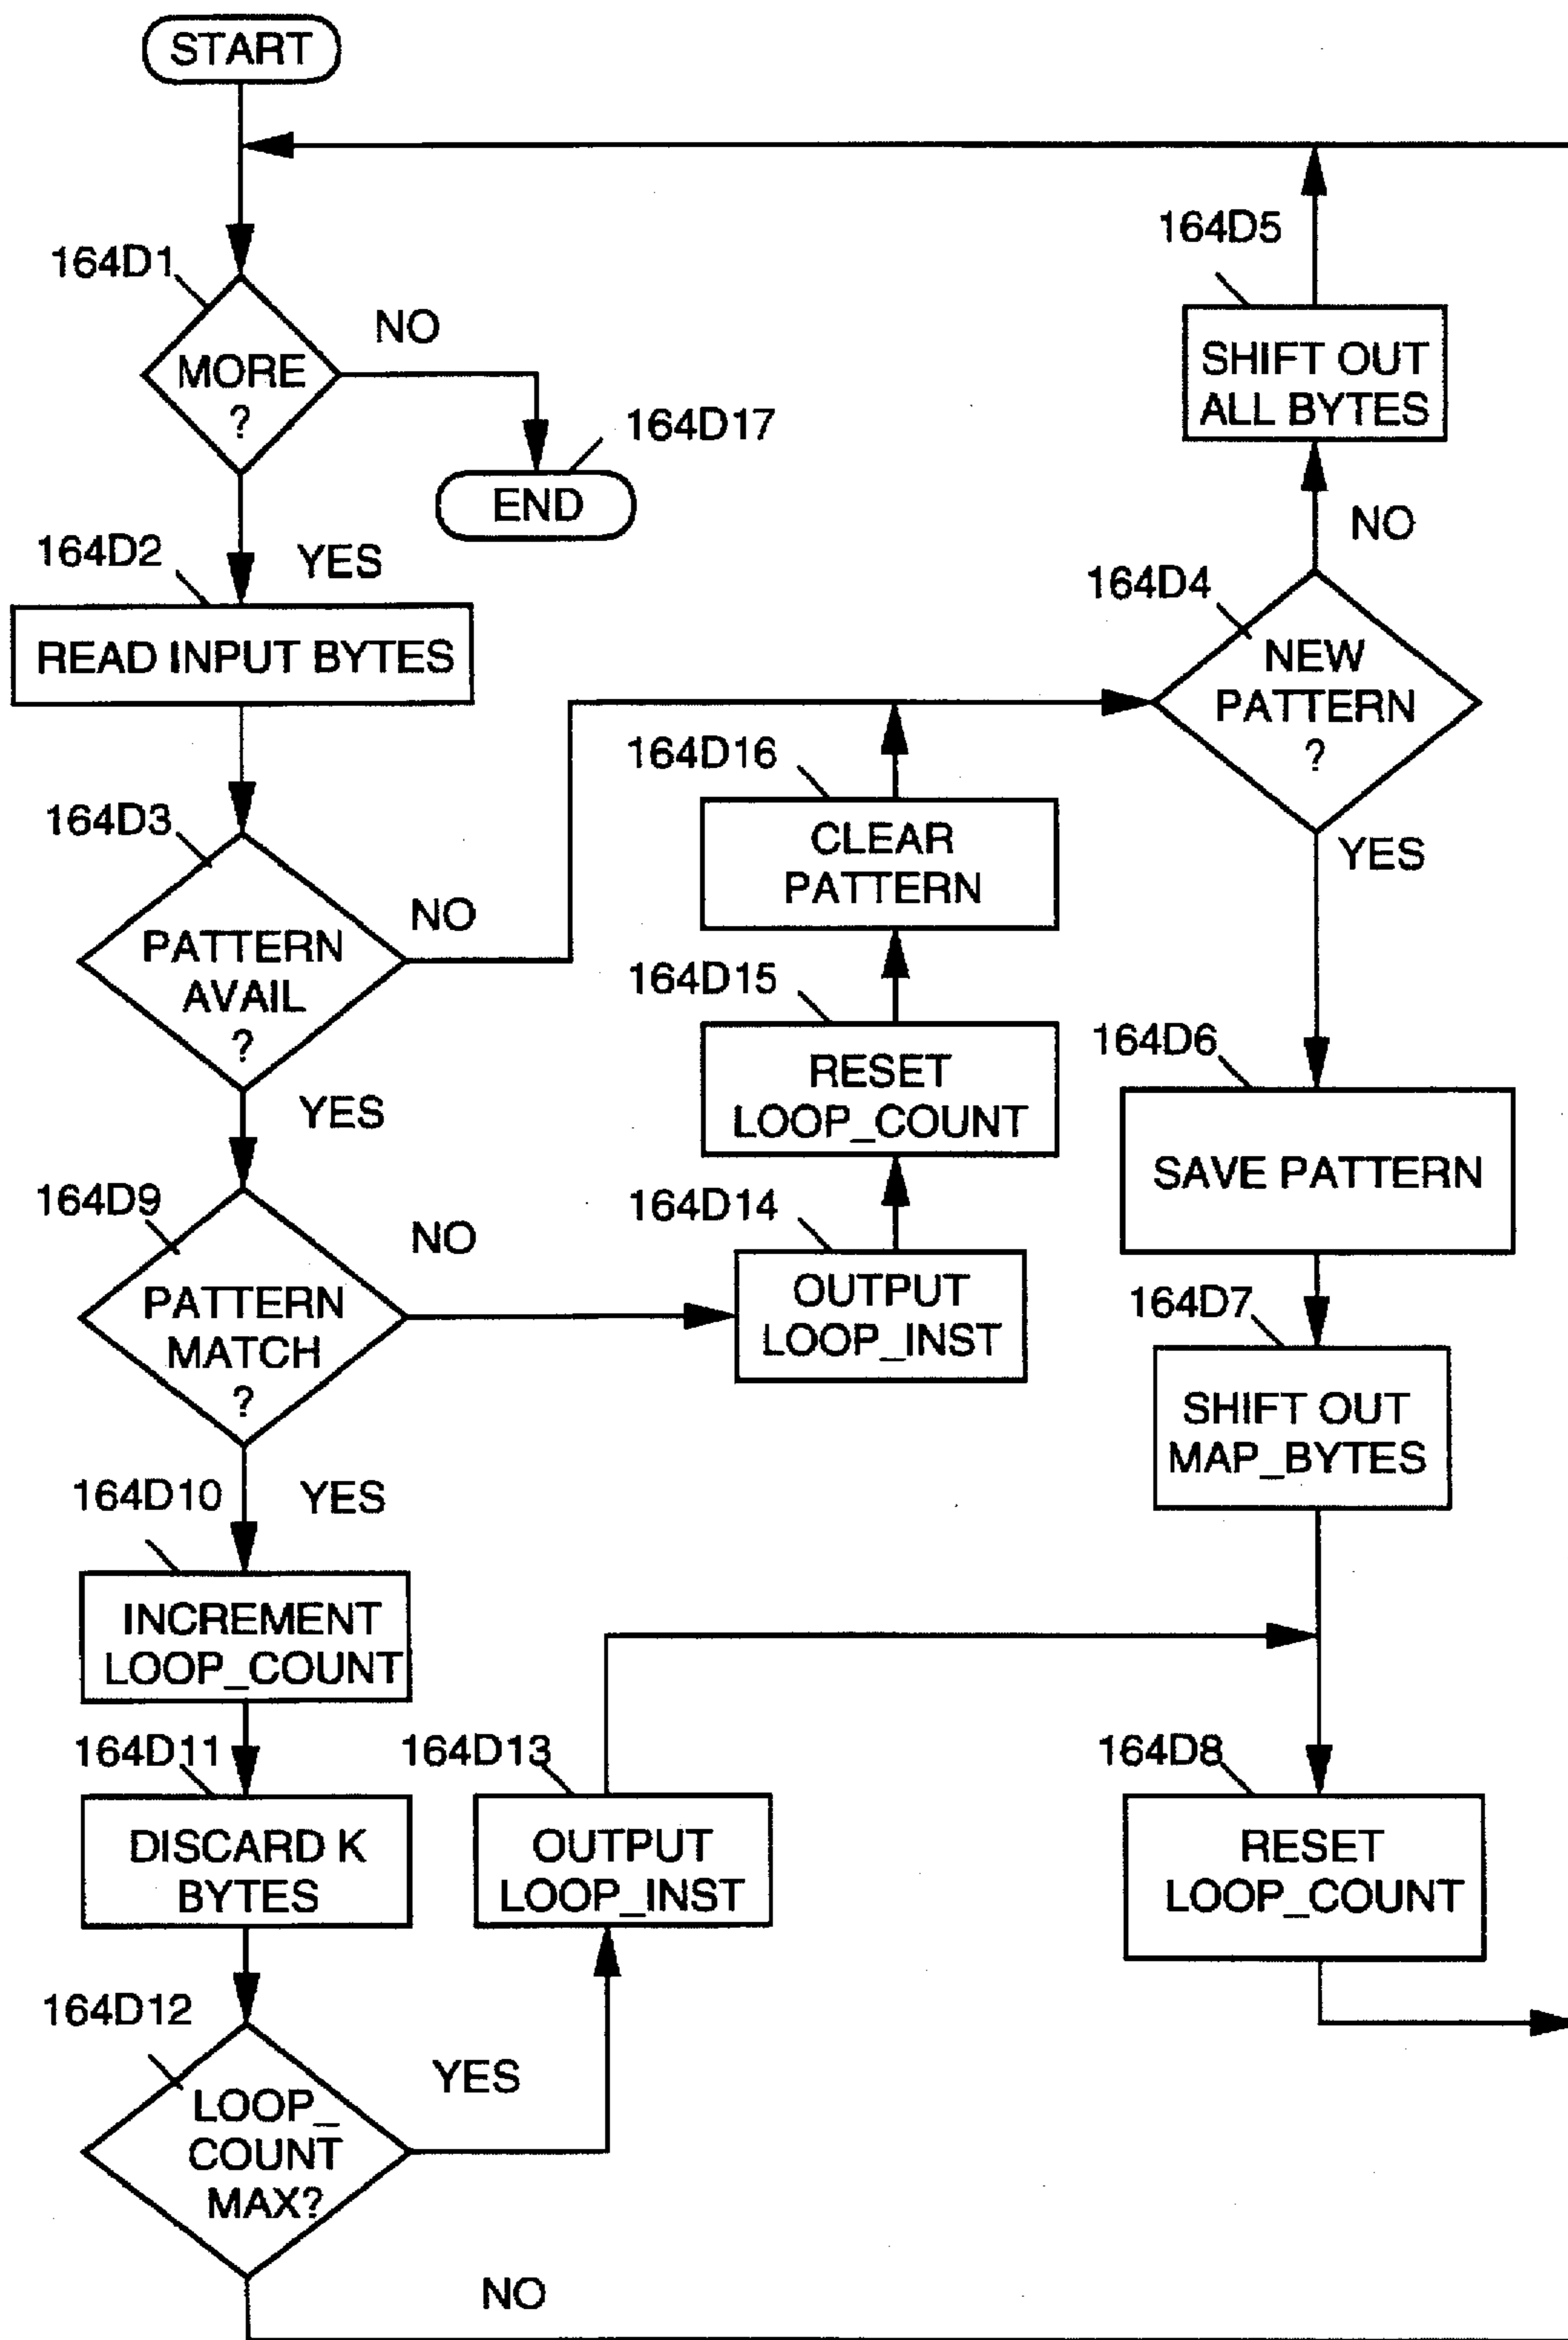 START
164D1
MORE
?
NO
164D17
END
YES
164D2
READ INPUT BYTES
164D3
PATTERN
AVAIL
?
NO
YES
164D9
PATTERN
MATCH
?
NO
YES
164D10
INCREMENT
LOOP_COUNT
164D11
DISCARD K
BYTES
164D12
LOOP_
COUNT
MAX?
YES
NO
164D13
OUTPUT
LOOP_INST
164D16
CLEAR
PATTERN
164D15
RESET
LOOP_COUNT
164D14
OUTPUT
LOOP_INST
164D5
SHIFT OUT
ALL BYTES
NO
164D4
NEW
PATTERN
?
YES
164D6
SAVE PATTERN
164D7
SHIFT OUT
MAP_BYTES
164D8
RESET
LOOP_COUNT